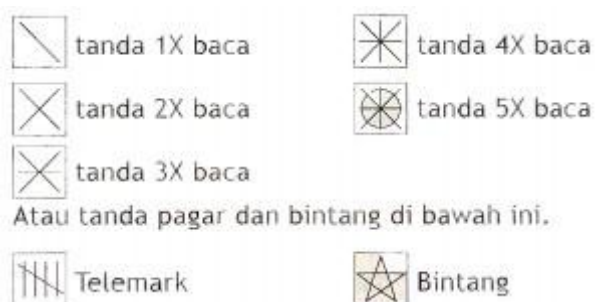 tanda 1X baca
tanda 4X baca
tanda 2X baca
tanda 5X baca
tanda 3X baca
Atau tanda pagar dan bintang di bawah ini.
Telemark
Bintang